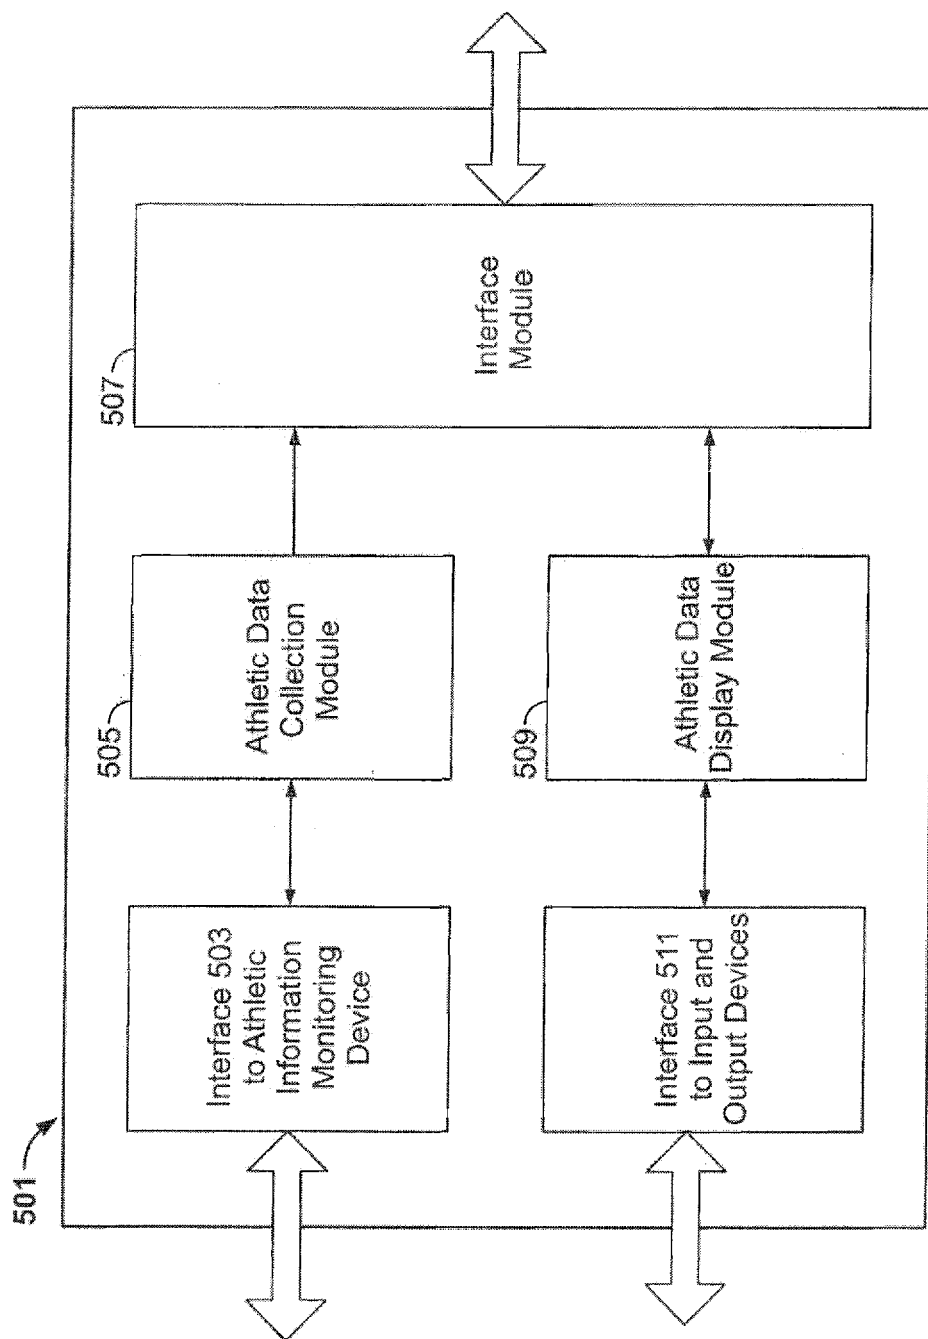 501
507
Interface
Module
505
Athletic Data
Collection
Module
509
Athletic Data
Display Module
Interface 503
to Athletic
Information
Monitoring
Device
Interface 511
to Input and
Output Devices